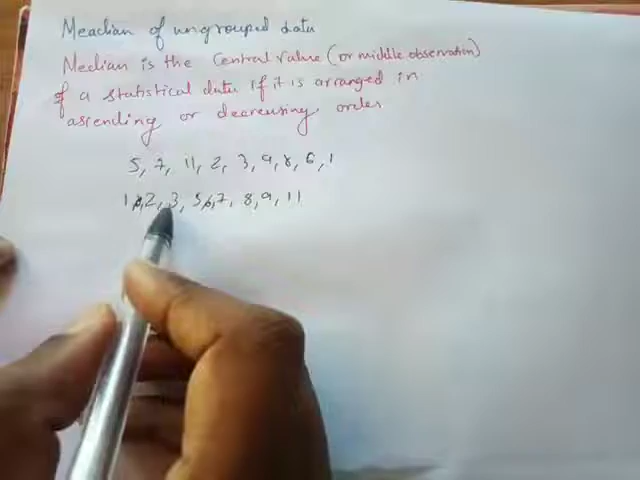 Median of ungrouped data
Median is the Central value (or middle observation)
of a statistical data if it is arranged in
ascending or decreasing order
5, 7, 11, 2, 3, 9, 8, 6, 1
1, 2, 3, 5, 6, 7, 8, 9, 11